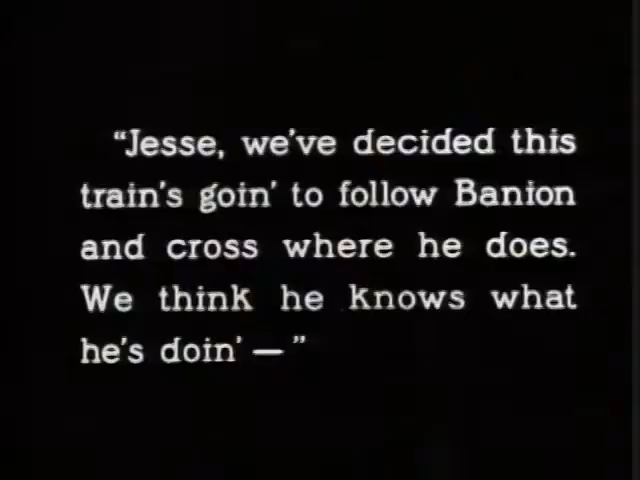 “Jesse, we've decided this
train's goin' to follow Banion
and cross where he does.
We think he knows what
he's doin' — ”